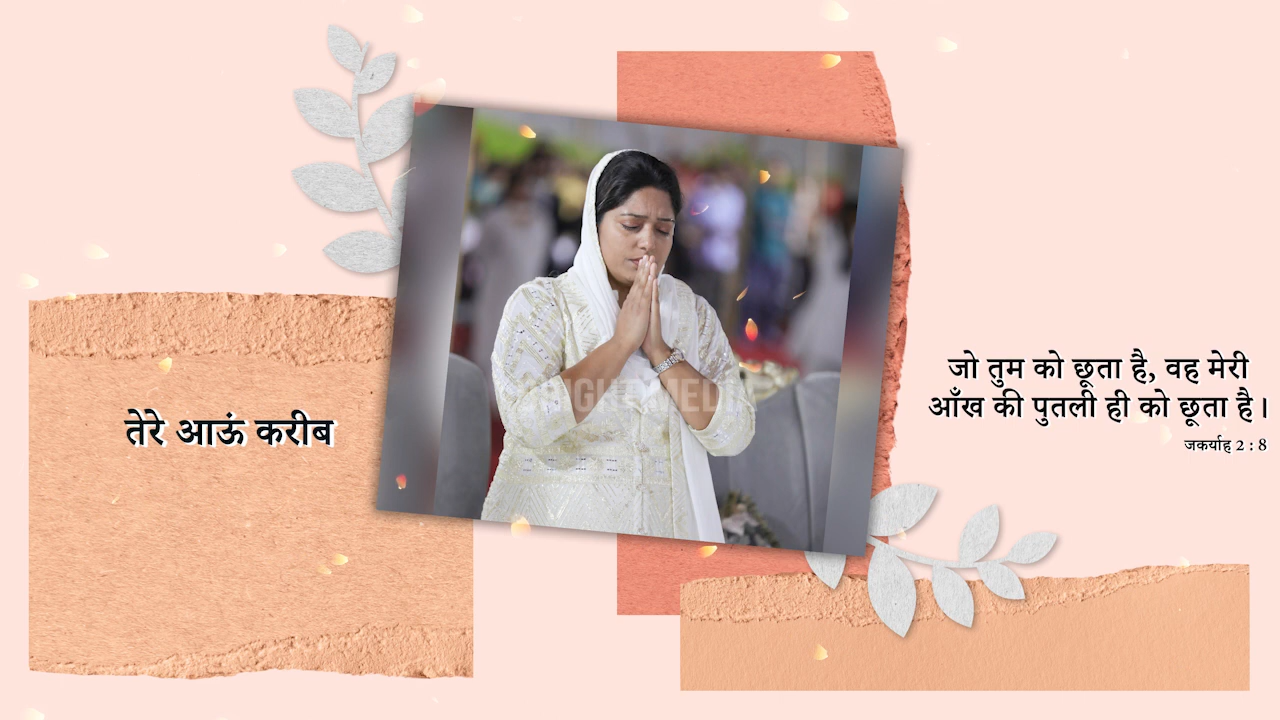 तेरे आऊं करीब
जो तुम को छूता है, वह मेरी
आँख की पुतली ही को छूता है।
जकर्याह 2 : 8